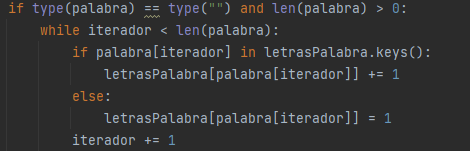 if type(palabra) == type("") and len(palabra) > 0:
    while iterador < len(palabra):
        if palabra[iterador] in letrasPalabra.keys():
            letrasPalabra[palabra[iterador]] += 1
        else:
            letrasPalabra[palabra[iterador]] = 1
        iterador += 1